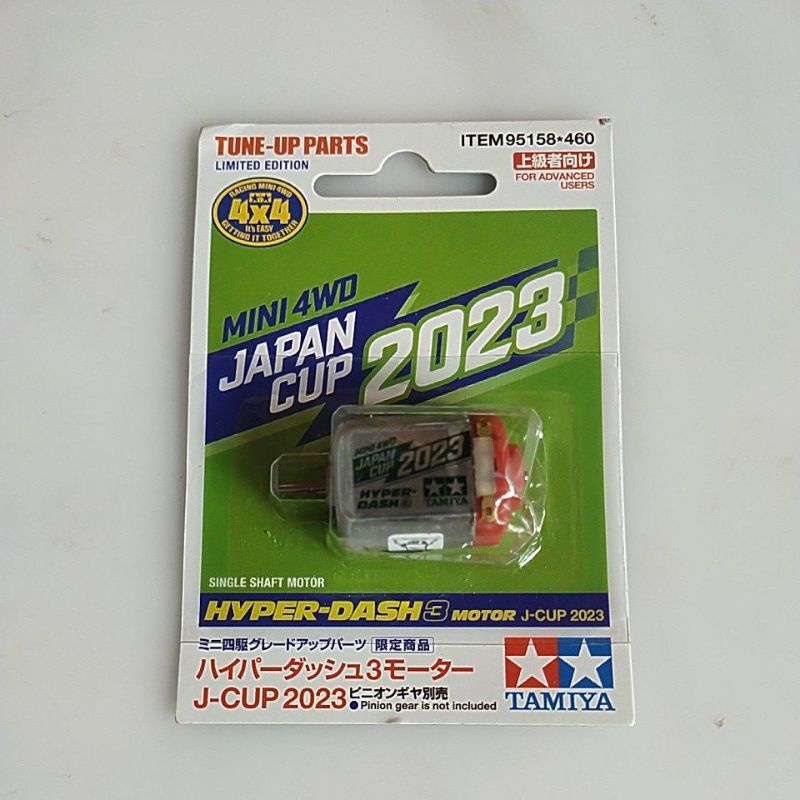 TUNE-UP PARTS
LIMITED EDITION
ITEM 95158*460
上級者向け
FOR ADVANCED
USERS
RACING MINI 4WD
4x4
It's EASY
GETTING IT TOGETHER
MINI 4WD
JAPAN
CUP
2023
MINI 4WD
JAPAN
CUP
2023
HYPER-
DASH3
TAMIYA
SINGLE SHAFT MOTOR
HYPER-DASH3 MOTOR J-CUP 2023
ミニ四駆グレードアップパーツ 限定商品
ハイパーダッシュ3モーター
J-CUP 2023 ピニオンギヤ別売
●Pinion gear is not included
TAMIYA